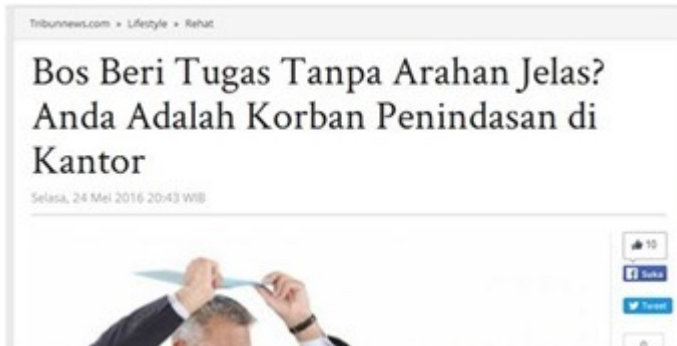 Tribunnews.com » Lifestyle » Rehat
Bos Beri Tugas Tanpa Arahan Jelas?
Anda Adalah Korban Penindasan di
Kantor
Selasa, 24 Mei 2016 20:43 WIB
10
Suka
Tweet
0